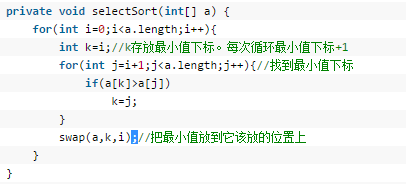 private void selectSort(int[] a) {
    for(int i=0;i<a.length;i++){
        int k=i;//k存放最小值下标。每次循环最小值下标+1
        for(int j=i+1;j<a.length;j++){//找到最小值下标
            if(a[k]>a[j])
                k=j;
        }
        swap(a,k,i);//把最小值放到它该放的位置上
    }
}